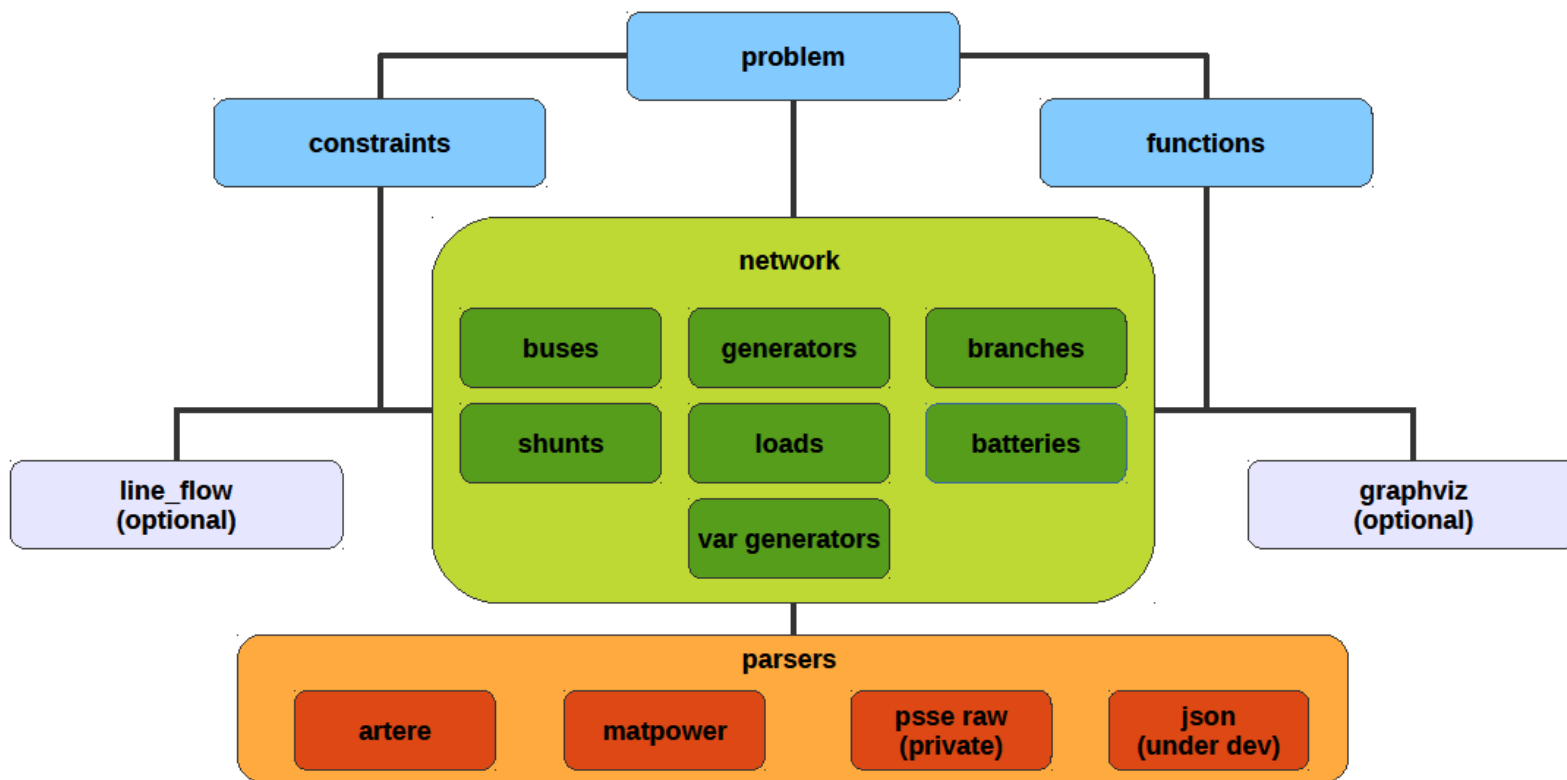 problem
constraints
functions
network
buses
generators
branches
shunts
loads
batteries
line_flow
(optional)
graphviz
(optional)
var generators
parsers
artere
matpower
psse raw
(private)
json
(under dev)